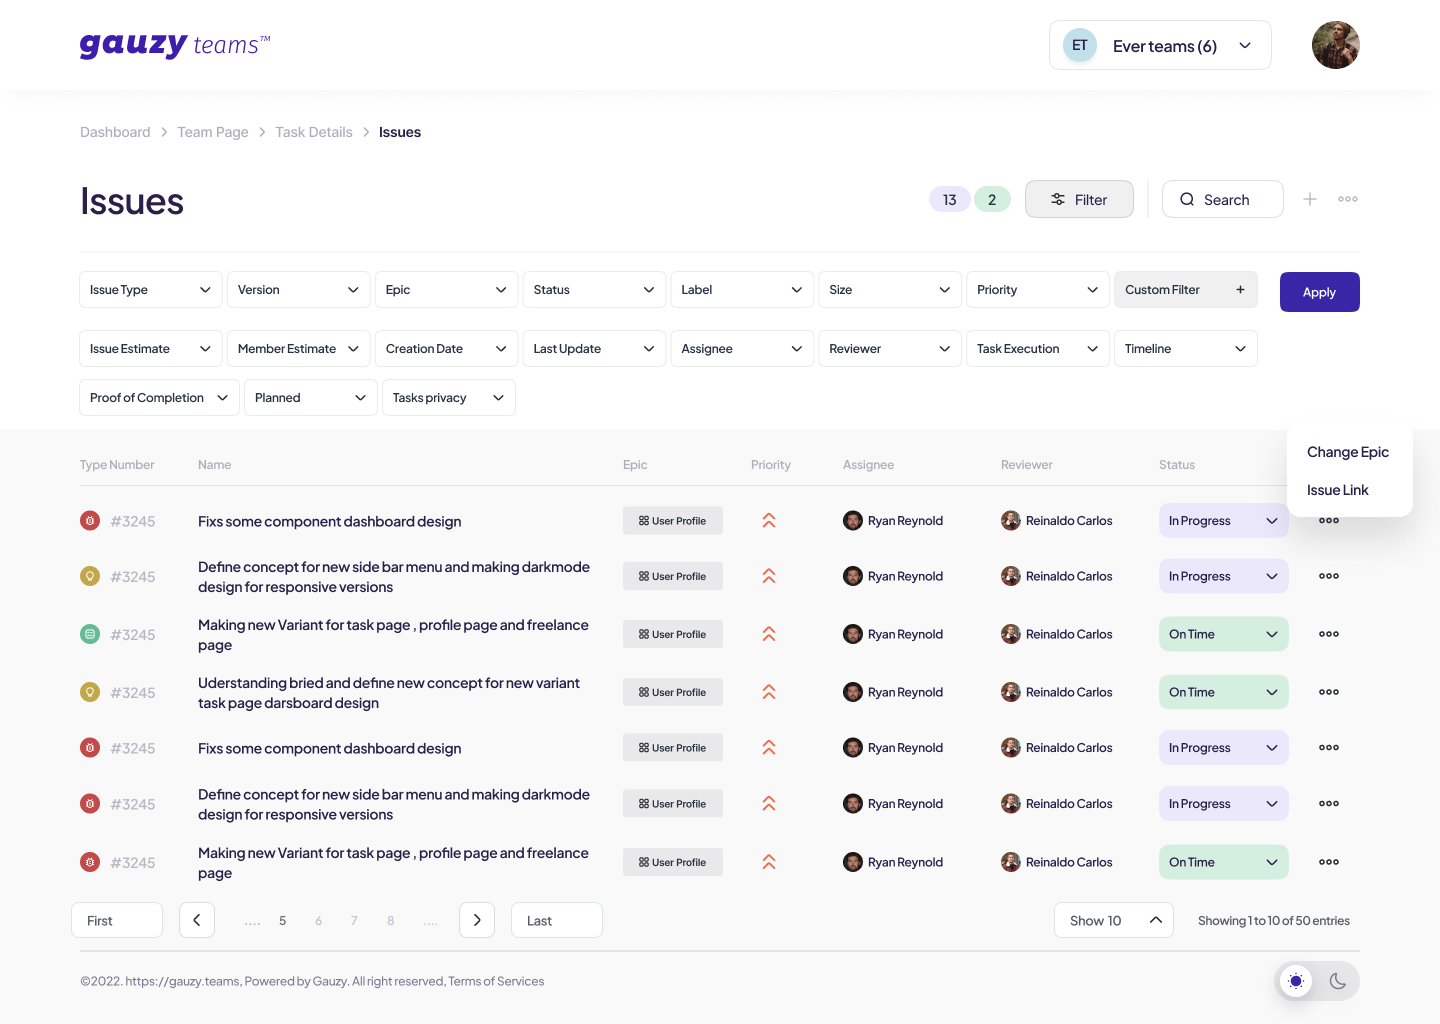 gauzy teams™
ET Ever teams (6)
Dashboard Team Page Task Details Issues
Issues
13 2 Filter Search
Issue Type Version Epic Status Label Size Priority Custom Filter + Apply
Issue Estimate Member Estimate Creation Date Last Update Assignee Reviewer Task Execution Timeline
Proof of Completion Planned Tasks privacy
Change Epic
Issue Link
Type Number Name Epic Priority Assignee Reviewer Status
#3245 Fixs some component dashboard design User Profile Ryan Reynold Reinaldo Carlos In Progress
#3245 Define concept for new side bar menu and making darkmode
design for responsive versions User Profile Ryan Reynold Reinaldo Carlos In Progress
#3245 Making new Variant for task page , profile page and freelance
page User Profile Ryan Reynold Reinaldo Carlos On Time
#3245 Uderstanding bried and define new concept for new variant
task page darsboard design User Profile Ryan Reynold Reinaldo Carlos On Time
#3245 Fixs some component dashboard design User Profile Ryan Reynold Reinaldo Carlos In Progress
#3245 Define concept for new side bar menu and making darkmode
design for responsive versions User Profile Ryan Reynold Reinaldo Carlos In Progress
#3245 Making new Variant for task page , profile page and freelance
page User Profile Ryan Reynold Reinaldo Carlos On Time
First .... 5 6 7 8 .... Last Show 10 Showing 1 to 10 of 50 entries
©2022. https://gauzy.teams, Powered by Gauzy. All right reserved, Terms of Services